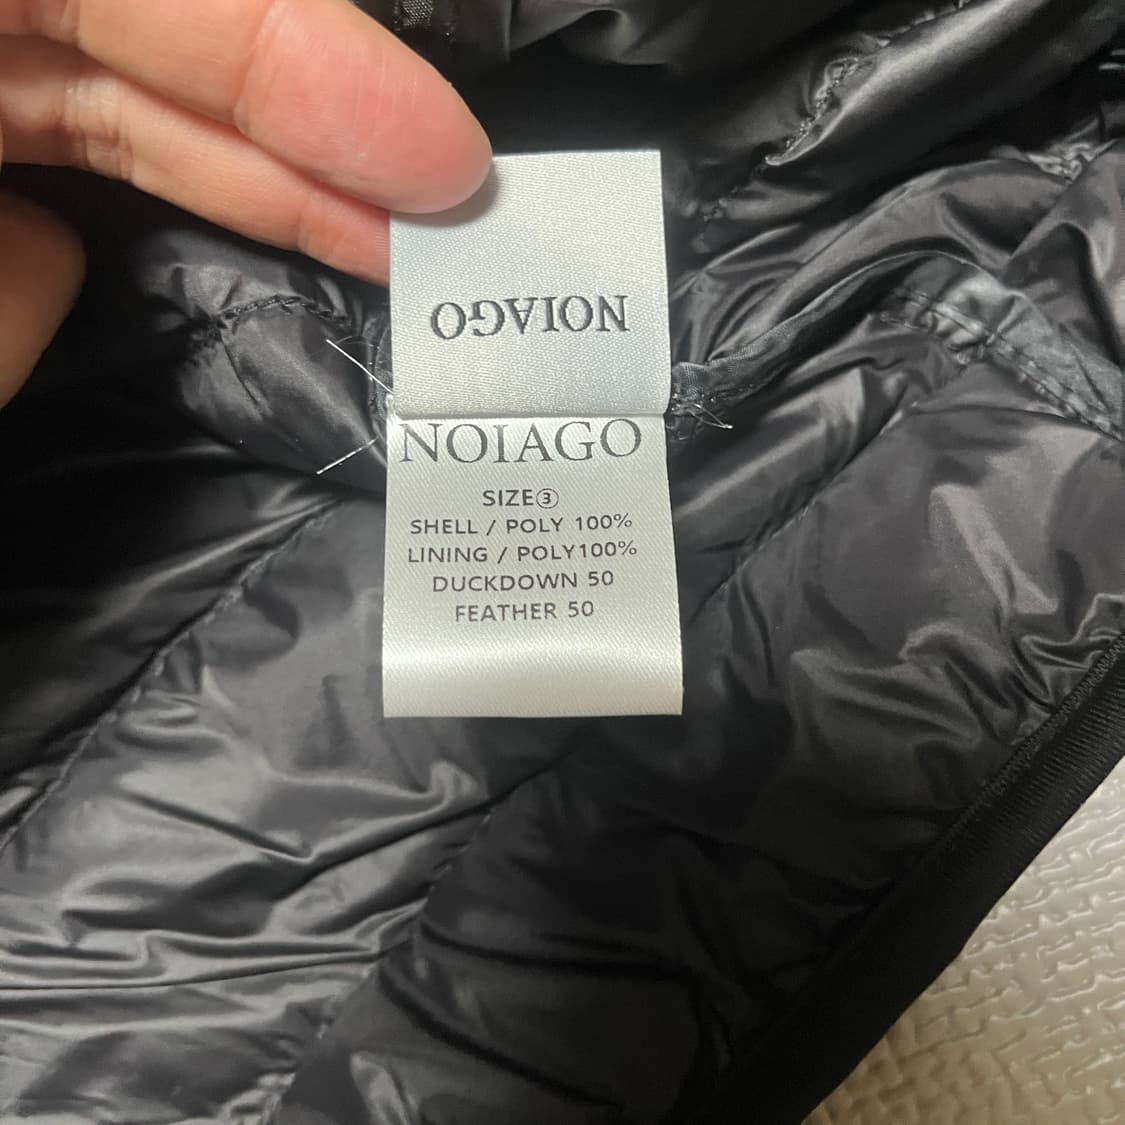 NOIAGO
NOIAGO
SIZE③
SHELL / POLY 100%
LINING / POLY100%
DUCKDOWN 50
FEATHER 50